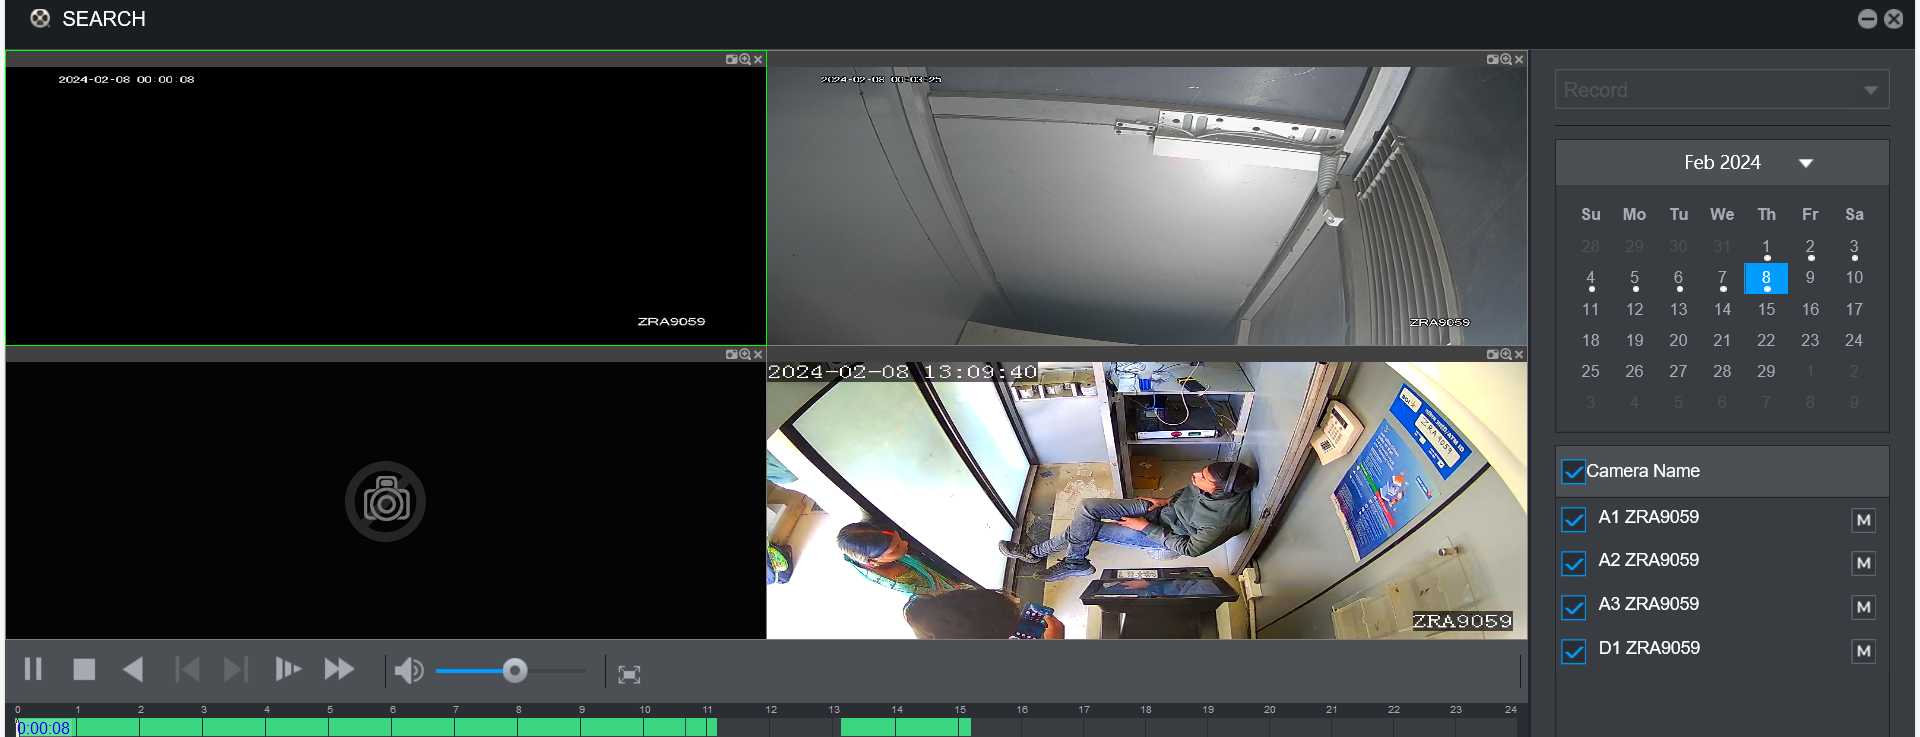 SEARCH
2024-02-08 00:00:08
ZRA9059
2024-02-08 00:03:25
ZRA9059
2024-02-08 13:09:40
BOI
ZRA 9059
ZRA9059
0 1 2 3 4 5 6 7 8 9 10 11 12 13 14 15 16 17 18 19 20 21 22 23 24
0:00:08
Record
Feb 2024
Su Mo Tu We Th Fr Sa
28 29 30 31 1 2 3
4 5 6 7 8 9 10
11 12 13 14 15 16 17
18 19 20 21 22 23 24
25 26 27 28 29 1 2
3 4 5 6 7 8 9
Camera Name
A1 ZRA9059 M
A2 ZRA9059 M
A3 ZRA9059 M
D1 ZRA9059 M